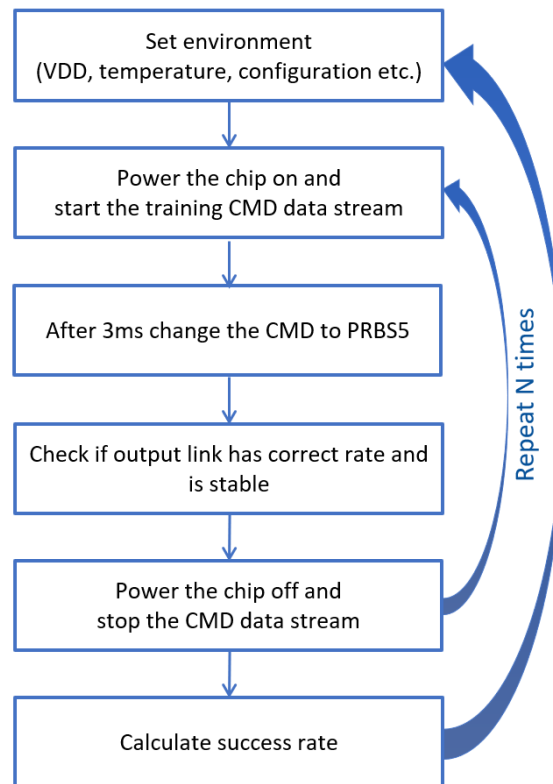 Set environment
(VDD, temperature, configuration etc.)
Power the chip on and
start the training CMD data stream
After 3ms change the CMD to PRBS5
Check if output link has correct rate and
is stable
Power the chip off and
stop the CMD data stream
Calculate success rate
Repeat N times